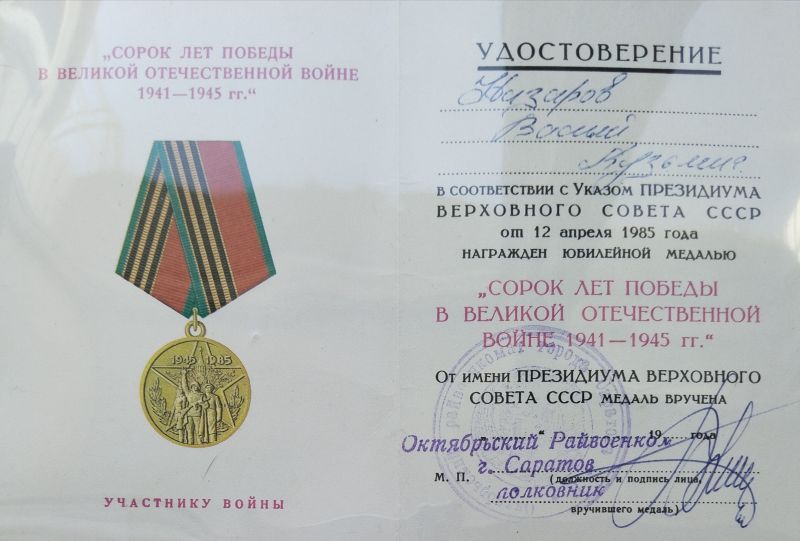 „СОРОК ЛЕТ ПОБЕДЫ
В ВЕЛИКОЙ ОТЕЧЕСТВЕННОЙ ВОЙНЕ
1941—1945 гг.“
1945 1985
УЧАСТНИКУ ВОЙНЫ
УДОСТОВЕРЕНИЕ
Назаров
Василий
Кузьмич
В СООТВЕТСТВИИ С УКАЗОМ ПРЕЗИДИУМА
ВЕРХОВНОГО СОВЕТА СССР
от 12 апреля 1985 года
НАГРАЖДЕН ЮБИЛЕЙНОЙ МЕДАЛЬЮ
„СОРОК ЛЕТ ПОБЕДЫ
В ВЕЛИКОЙ ОТЕЧЕСТВЕННОЙ
ВОЙНЕ 1941—1945 гг.“
ОТ ИМЕНИ ПРЕЗИДИУМА ВЕРХОВНОГО
СОВЕТА СССР МЕДАЛЬ ВРУЧЕНА
19 года
Октябрьский Райвоенком
г. Саратов
М. П. (должность и подпись лица,
полковник
вручившего медаль)